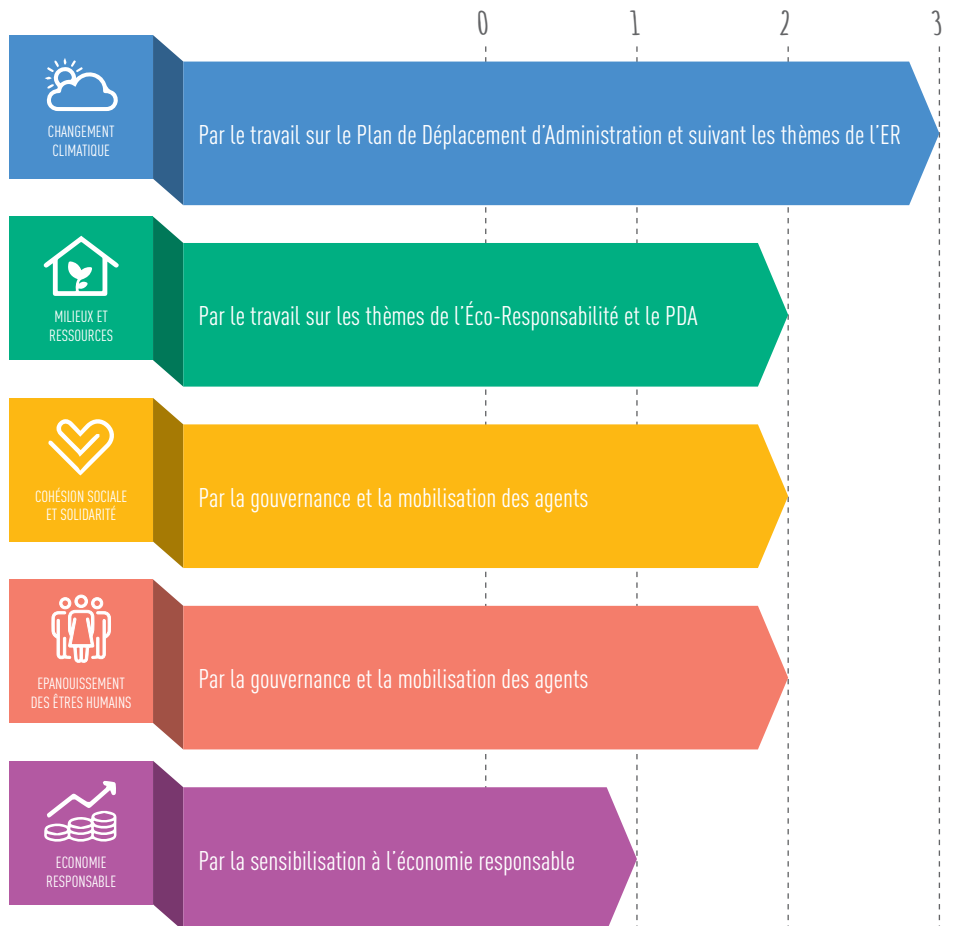 0 1 2 3
CHANGEMENT
CLIMATIQUE
Par le travail sur le Plan de Déplacement d'Administration et suivant les thèmes de l'ER
MILIEUX ET
RESSOURCES
Par le travail sur les thèmes de l'Éco-Responsabilité et le PDA
COHÉSION SOCIALE
ET SOLIDARITÉ
Par la gouvernance et la mobilisation des agents
EPANOUISSEMENT
DES ÊTRES HUMAINS
Par la gouvernance et la mobilisation des agents
ECONOMIE
RESPONSABLE
Par la sensibilisation à l'économie responsable